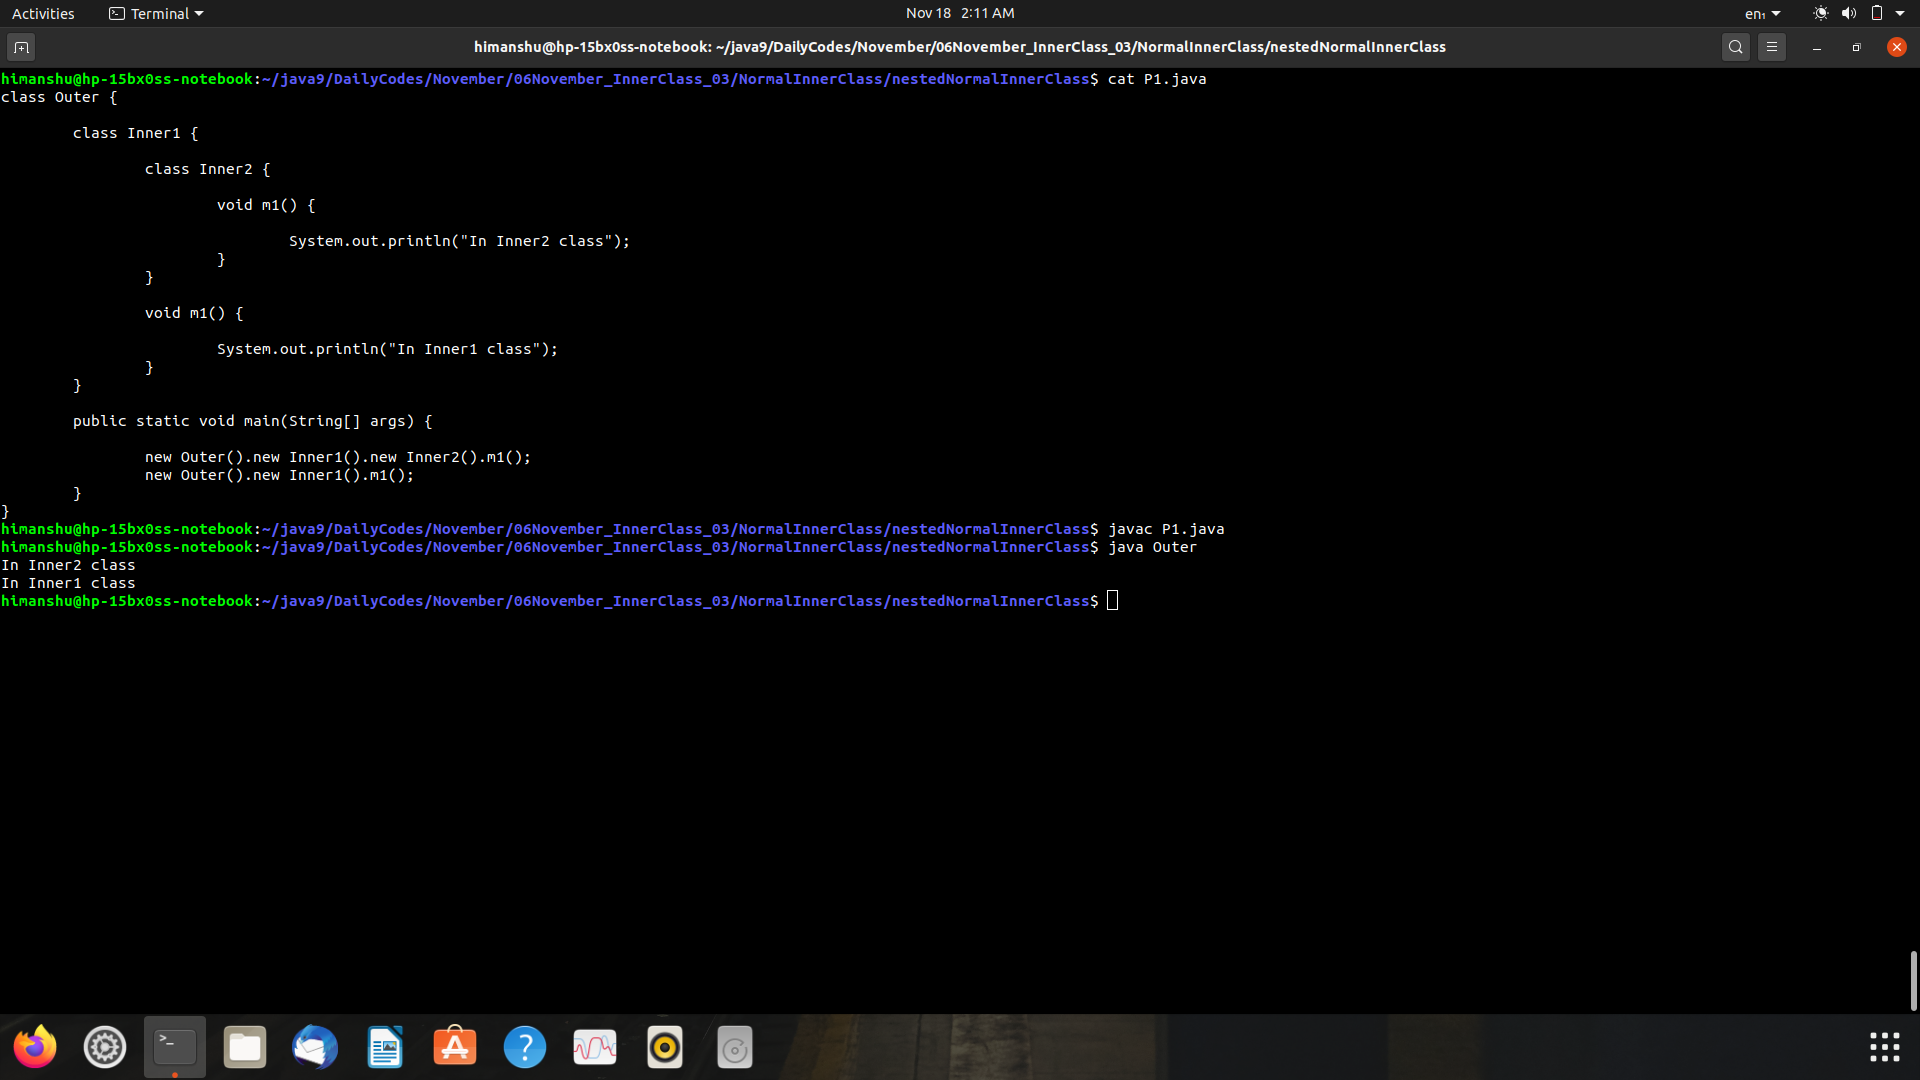 Activities Terminal Nov 18 2:11 AM en₁
himanshu@hp-15bx0ss-notebook: ~/java9/DailyCodes/November/06November_InnerClass_03/NormalInnerClass/nestedNormalInnerClass
himanshu@hp-15bx0ss-notebook:~/java9/DailyCodes/November/06November_InnerClass_03/NormalInnerClass/nestedNormalInnerClass$ cat P1.java
class Outer {
class Inner1 {
class Inner2 {
void m1() {
System.out.println("In Inner2 class");
}
}
void m1() {
System.out.println("In Inner1 class");
}
}
public static void main(String[] args) {
new Outer().new Inner1().new Inner2().m1();
new Outer().new Inner1().m1();
}
}
himanshu@hp-15bx0ss-notebook:~/java9/DailyCodes/November/06November_InnerClass_03/NormalInnerClass/nestedNormalInnerClass$ javac P1.java
himanshu@hp-15bx0ss-notebook:~/java9/DailyCodes/November/06November_InnerClass_03/NormalInnerClass/nestedNormalInnerClass$ java Outer
In Inner2 class
In Inner1 class
himanshu@hp-15bx0ss-notebook:~/java9/DailyCodes/November/06November_InnerClass_03/NormalInnerClass/nestedNormalInnerClass$